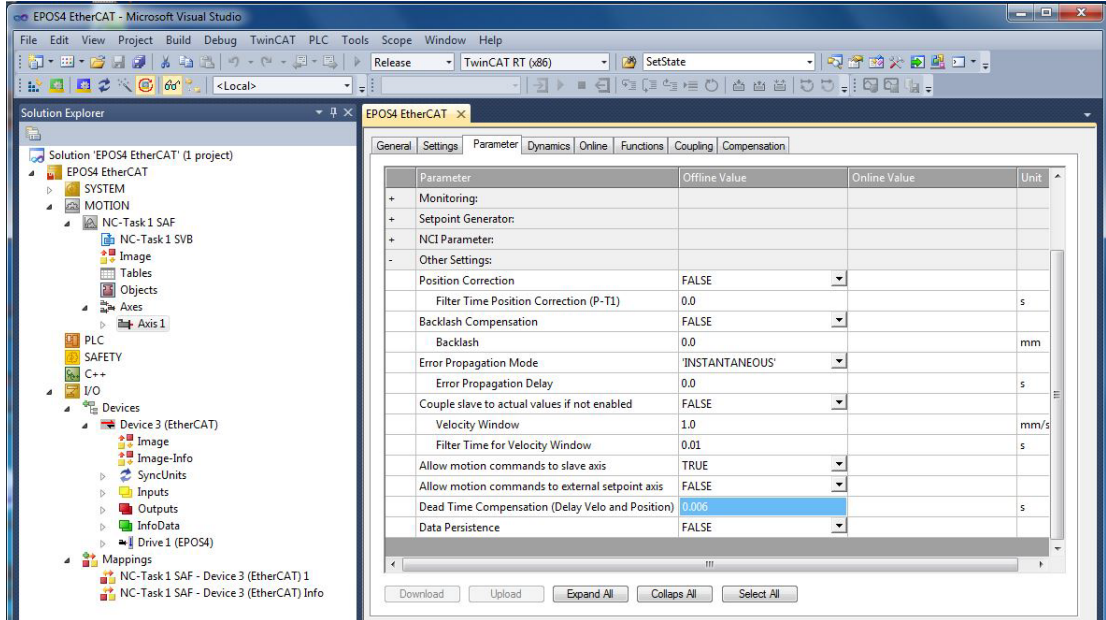 EPOS4 EtherCAT - Microsoft Visual Studio
File Edit View Project Build Debug TwinCAT PLC Tools Scope Window Help
Release TwinCAT RT (x86) SetState
<Local>
Solution Explorer
EPOS4 EtherCAT
Solution 'EPOS4 EtherCAT' (1 project)
EPOS4 EtherCAT
SYSTEM
MOTION
NC-Task 1 SAF
NC-Task 1 SVB
Image
Tables
Objects
Axes
Axis 1
PLC
SAFETY
C++
I/O
Devices
Device 3 (EtherCAT)
Image
Image-Info
SyncUnits
Inputs
Outputs
InfoData
Drive 1 (EPOS4)
Mappings
NC-Task 1 SAF - Device 3 (EtherCAT) 1
NC-Task 1 SAF - Device 3 (EtherCAT) Info
General Settings Parameter Dynamics Online Functions Coupling Compensation
Parameter Offline Value Online Value Unit
+ Monitoring:
+ Setpoint Generator:
+ NCI Parameter:
- Other Settings:
Position Correction FALSE
Filter Time Position Correction (P-T1) 0.0 s
Backlash Compensation FALSE
Backlash 0.0 mm
Error Propagation Mode 'INSTANTANEOUS'
Error Propagation Delay 0.0 s
Couple slave to actual values if not enabled FALSE
Velocity Window 1.0 mm/s
Filter Time for Velocity Window 0.01 s
Allow motion commands to slave axis TRUE
Allow motion commands to external setpoint axis FALSE
Dead Time Compensation (Delay Velo and Position) 0.006 s
Data Persistence FALSE
Download Upload Expand All Collaps All Select All